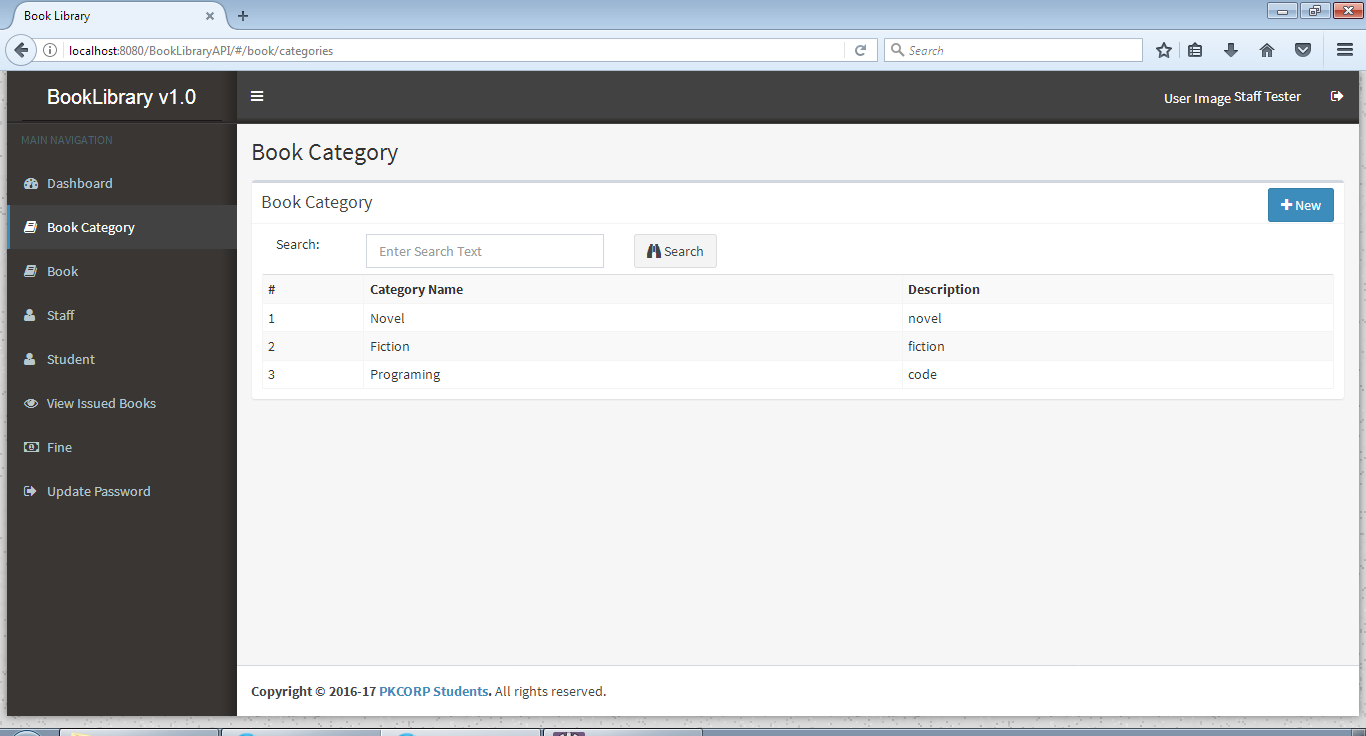 Book Library
localhost:8080/BookLibraryAPI/#/book/categories
Search
BookLibrary v1.0
User Image Staff Tester
MAIN NAVIGATION
Dashboard
Book Category
Book
Staff
Student
View Issued Books
Fine
Update Password
Book Category
Book Category
New
Search:
Enter Search Text
Search
# Category Name Description
1 Novel novel
2 Fiction fiction
3 Programing code
Copyright © 2016-17 PKCORP Students. All rights reserved.